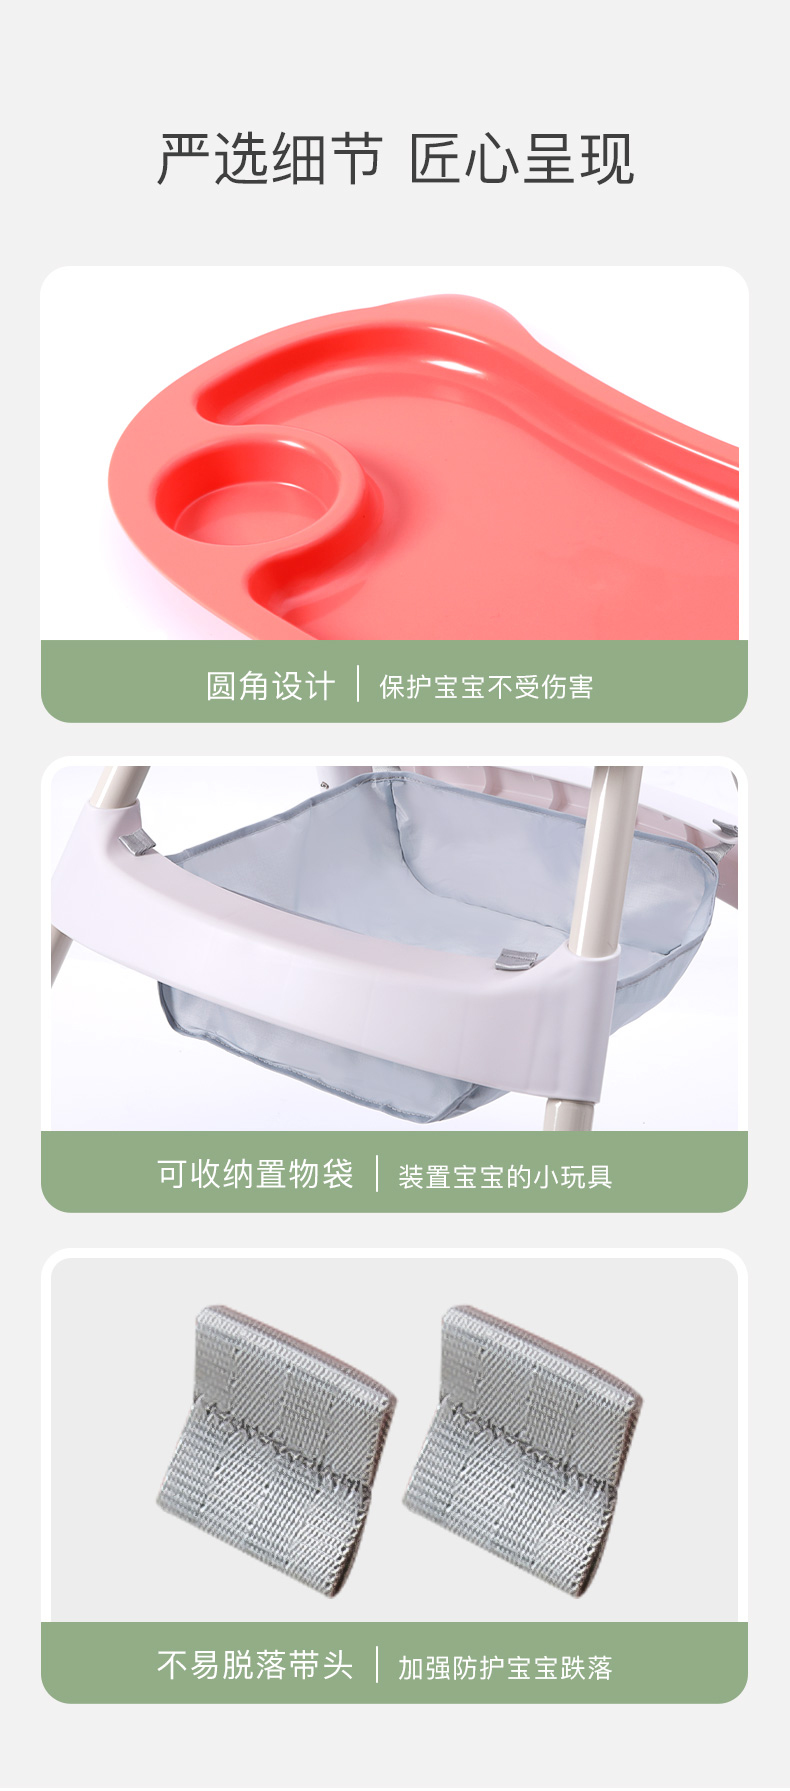 严选细节 匠心呈现
圆角设计 | 保护宝宝不受伤害
可收纳置物袋 | 装置宝宝的小玩具
不易脱落带头 | 加强防护宝宝跌落